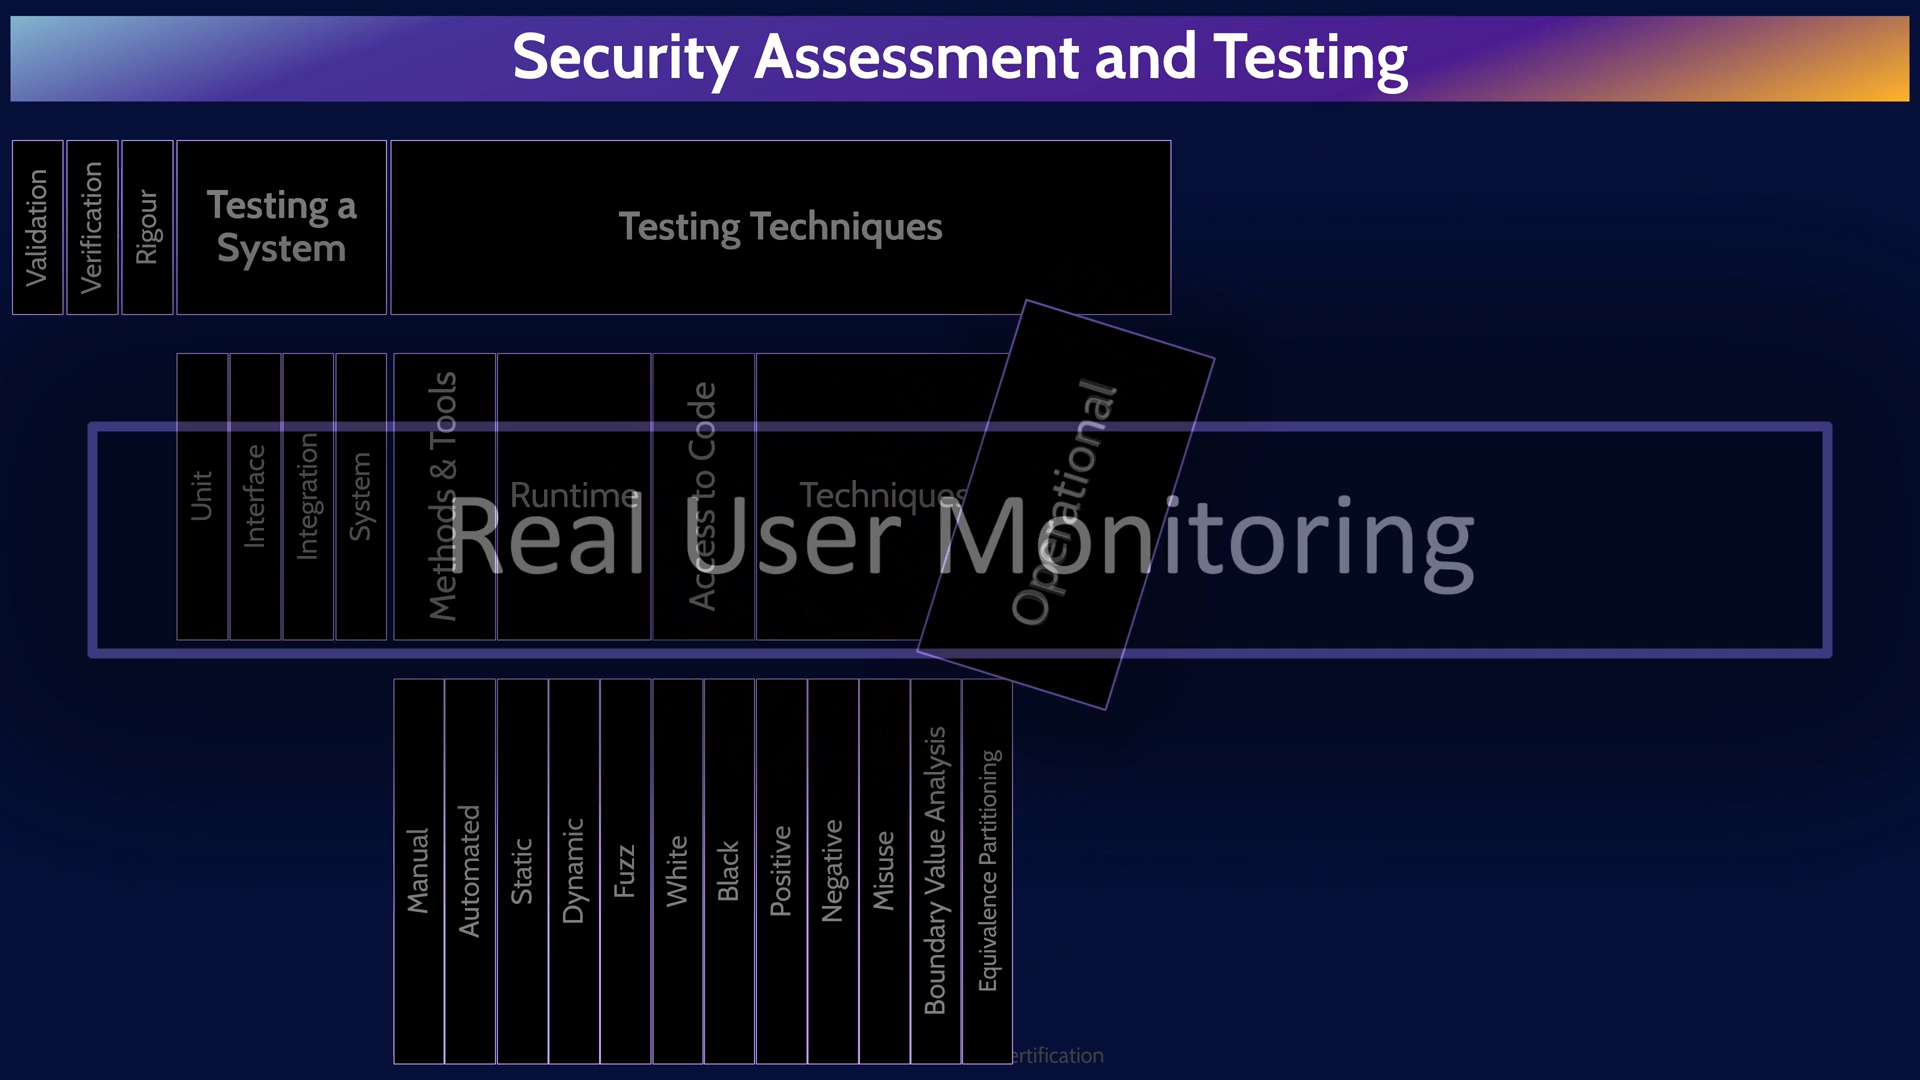 Security Assessment and Testing
Validation
Verification
Rigour
Testing a
System
Testing Techniques
Unit
Interface
Integration
System
Methods & Tools
Runtime
Access to Code
Techniques
Operational
Real User Monitoring
Manual
Automated
Static
Dynamic
Fuzz
White
Black
Positive
Negative
Misuse
Boundary Value Analysis
Equivalence Partitioning
ertification